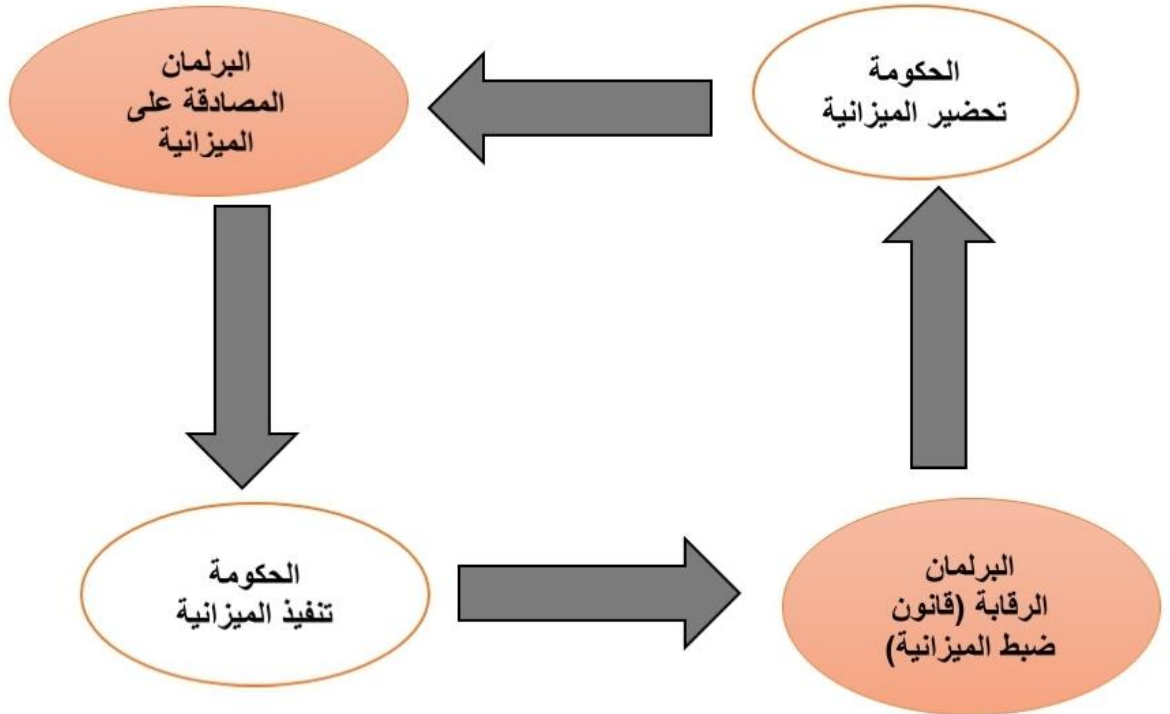 الحكومة
تحضير الميزانية
البرلمان
المصادقة على
الميزانية
الحكومة
تنفيذ الميزانية
البرلمان
الرقابة (قانون
ضبط الميزانية)